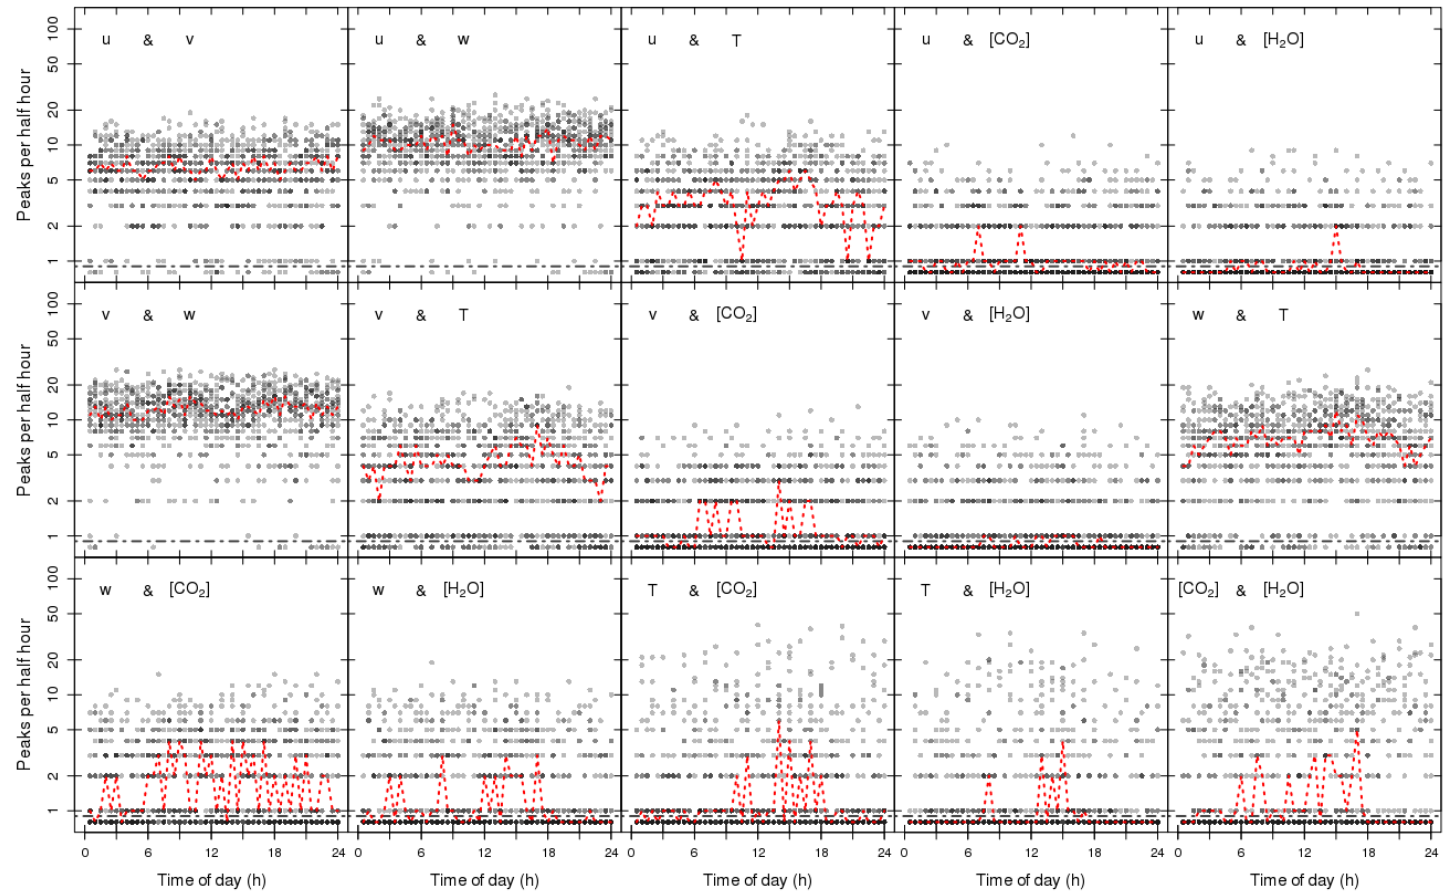 u & v
u & w
u & T
u & [CO₂]
u & [H₂O]
Peaks per half hour
100
50
20
10
5
2
1
v & w
v & T
v & [CO₂]
v & [H₂O]
w & T
Peaks per half hour
100
50
20
10
5
2
1
w & [CO₂]
w & [H₂O]
T & [CO₂]
T & [H₂O]
[CO₂] & [H₂O]
Peaks per half hour
100
50
20
10
5
2
1
0 6 12 18 24
0 6 12 18 24
0 6 12 18 24
0 6 12 18 24
0 6 12 18 24
Time of day (h)
Time of day (h)
Time of day (h)
Time of day (h)
Time of day (h)